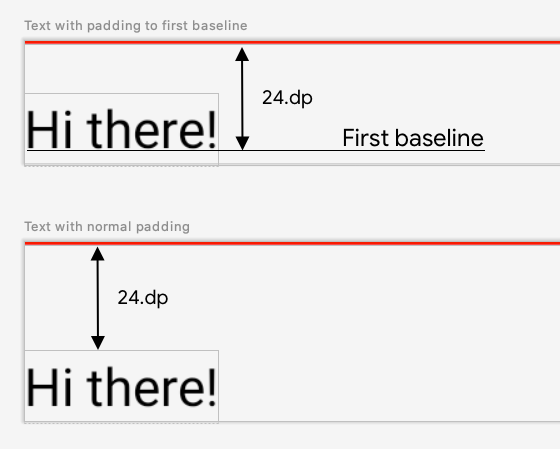 Text with padding to first baseline
24.dp
Hi there!
First baseline
Text with normal padding
24.dp
Hi there!